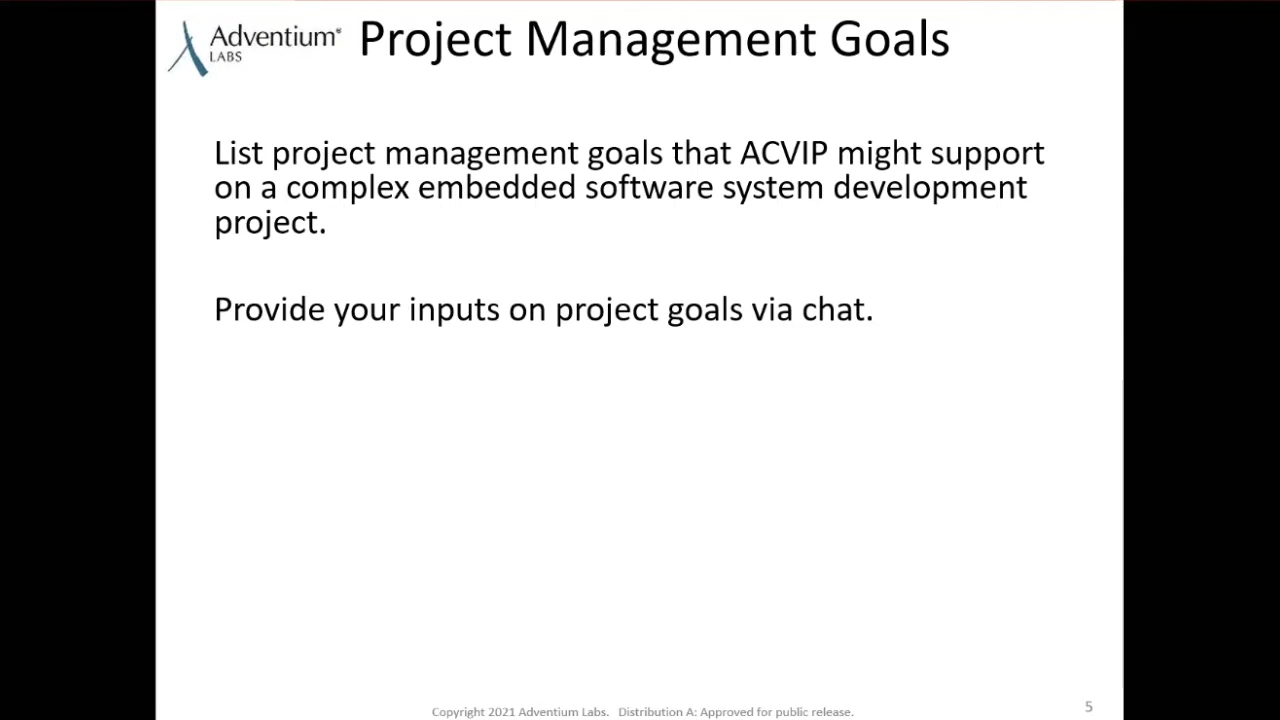 Adventium®
LABS
Project Management Goals
List project management goals that ACVIP might support
on a complex embedded software system development
project.
Provide your inputs on project goals via chat.
Copyright 2021 Adventium Labs. Distribution A: Approved for public release.
5